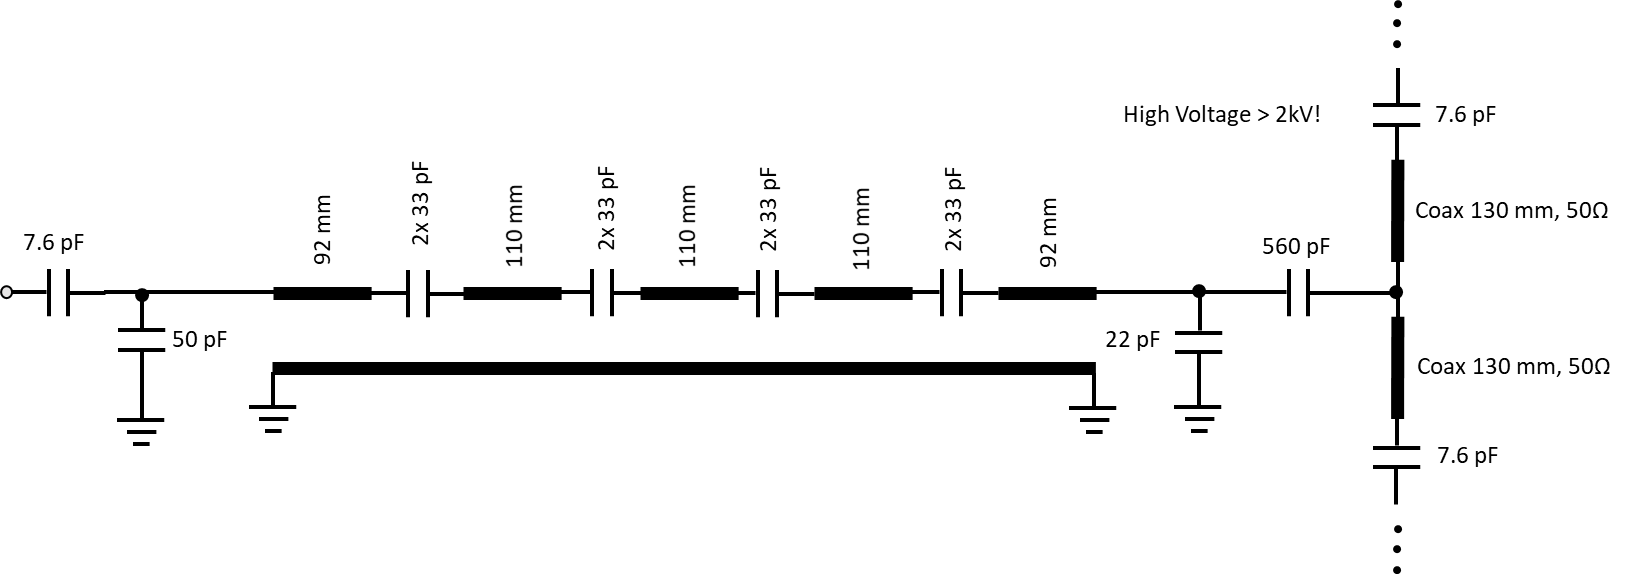 High Voltage > 2kV!
7.6 pF
92 mm
2x 33 pF
110 mm
2x 33 pF
110 mm
2x 33 pF
110 mm
2x 33 pF
92 mm
Coax 130 mm, 50Ω
7.6 pF
560 pF
50 pF
22 pF
Coax 130 mm, 50Ω
7.6 pF